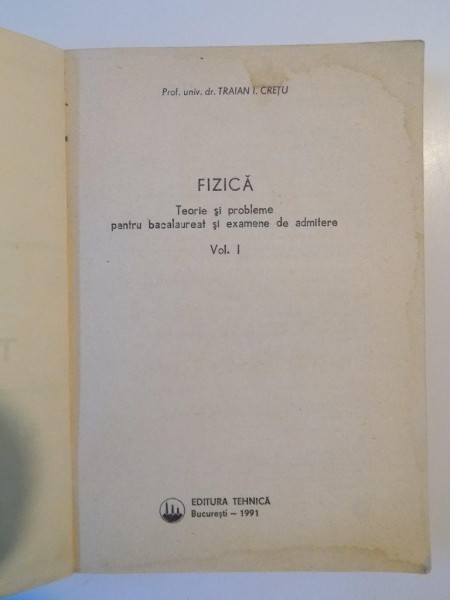 Prof. univ. dr. TRAIAN I. CREȚU
FIZICĂ
Teorie și probleme
pentru bacalaureat și examene de admitere
Vol. I
EDITURA TEHNICĂ
București – 1991